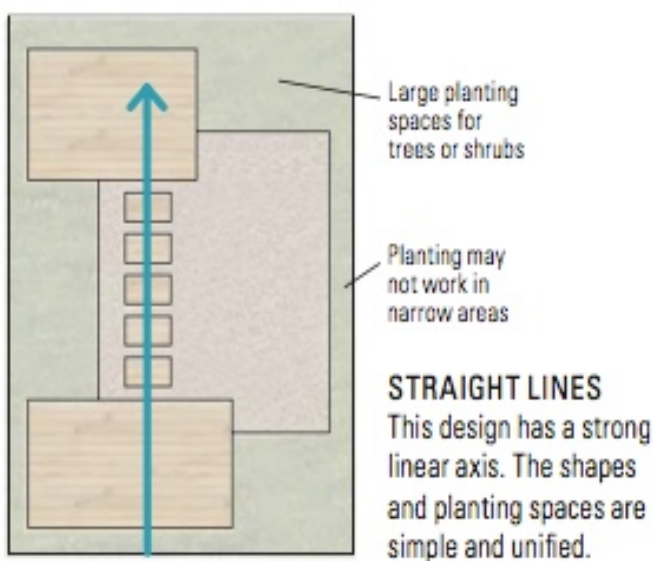 Large planting
spaces for
trees or shrubs
Planting may
not work in
narrow areas
STRAIGHT LINES
This design has a strong
linear axis. The shapes
and planting spaces are
simple and unified.